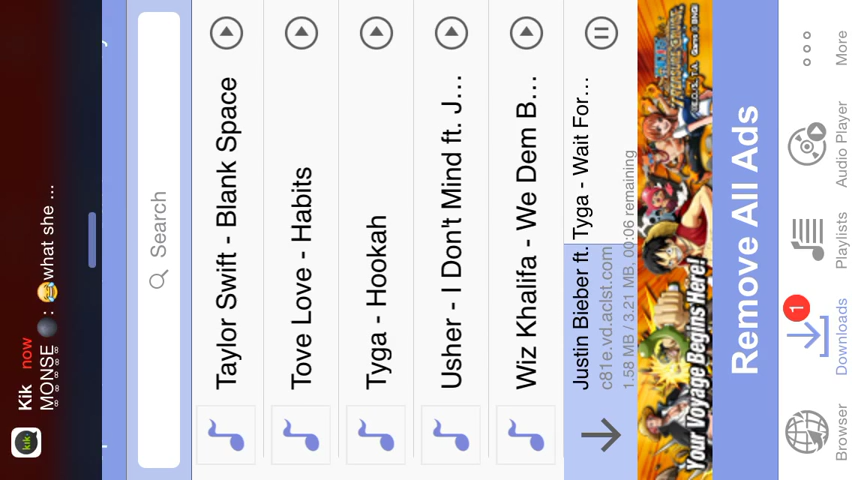 Kik now
MONSE 🌑: 😂what she ...
Search
Taylor Swift - Blank Space
Tove Love - Habits
Tyga - Hookah
Usher - I Don't Mind ft. J...
Wiz Khalifa - We Dem B...
Justin Bieber ft. Tyga - Wait For...
c81e.vd.aclst.com
1.58 MB / 3.21 MB, 00:06 remaining
Your Voyage Begins Here!
Remove All Ads
1
Browser
Downloads
Playlists
Audio Player
More